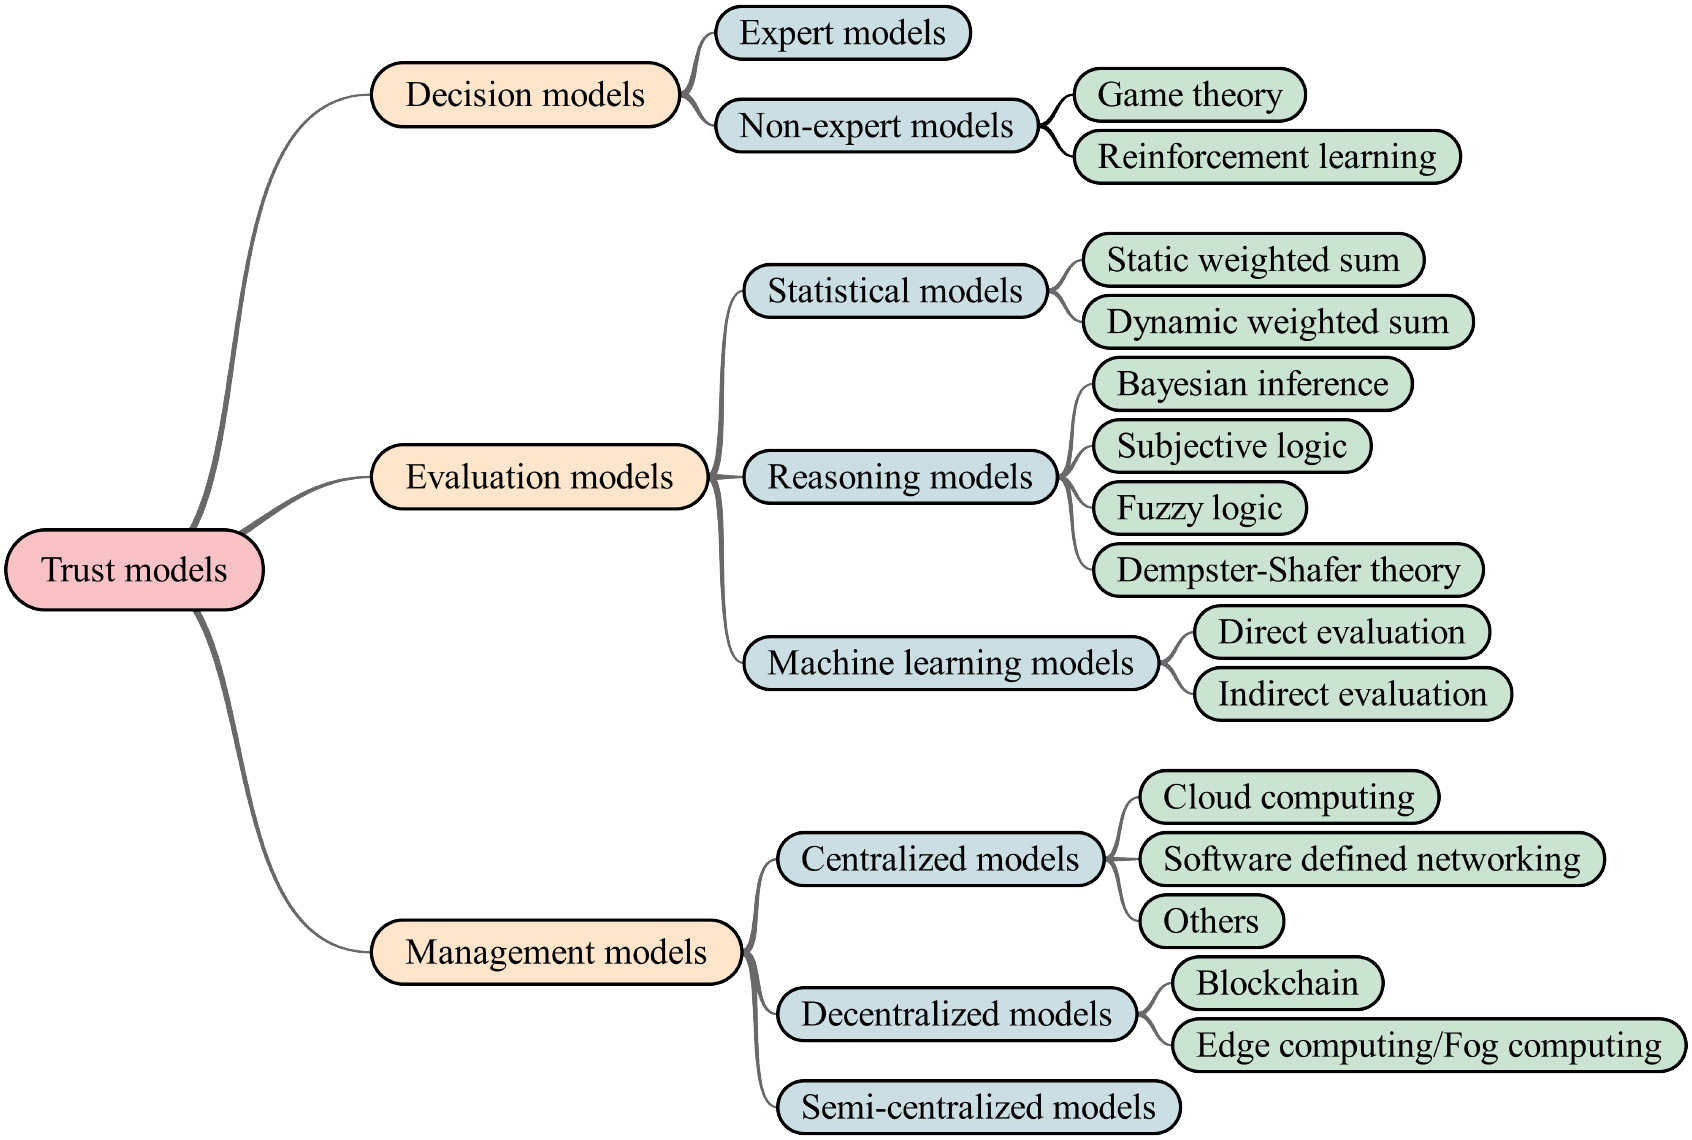 Trust models
Decision models
Expert models
Non-expert models
Game theory
Reinforcement learning
Evaluation models
Statistical models
Static weighted sum
Dynamic weighted sum
Reasoning models
Bayesian inference
Subjective logic
Fuzzy logic
Dempster-Shafer theory
Machine learning models
Direct evaluation
Indirect evaluation
Management models
Centralized models
Cloud computing
Software defined networking
Others
Decentralized models
Blockchain
Edge computing/Fog computing
Semi-centralized models